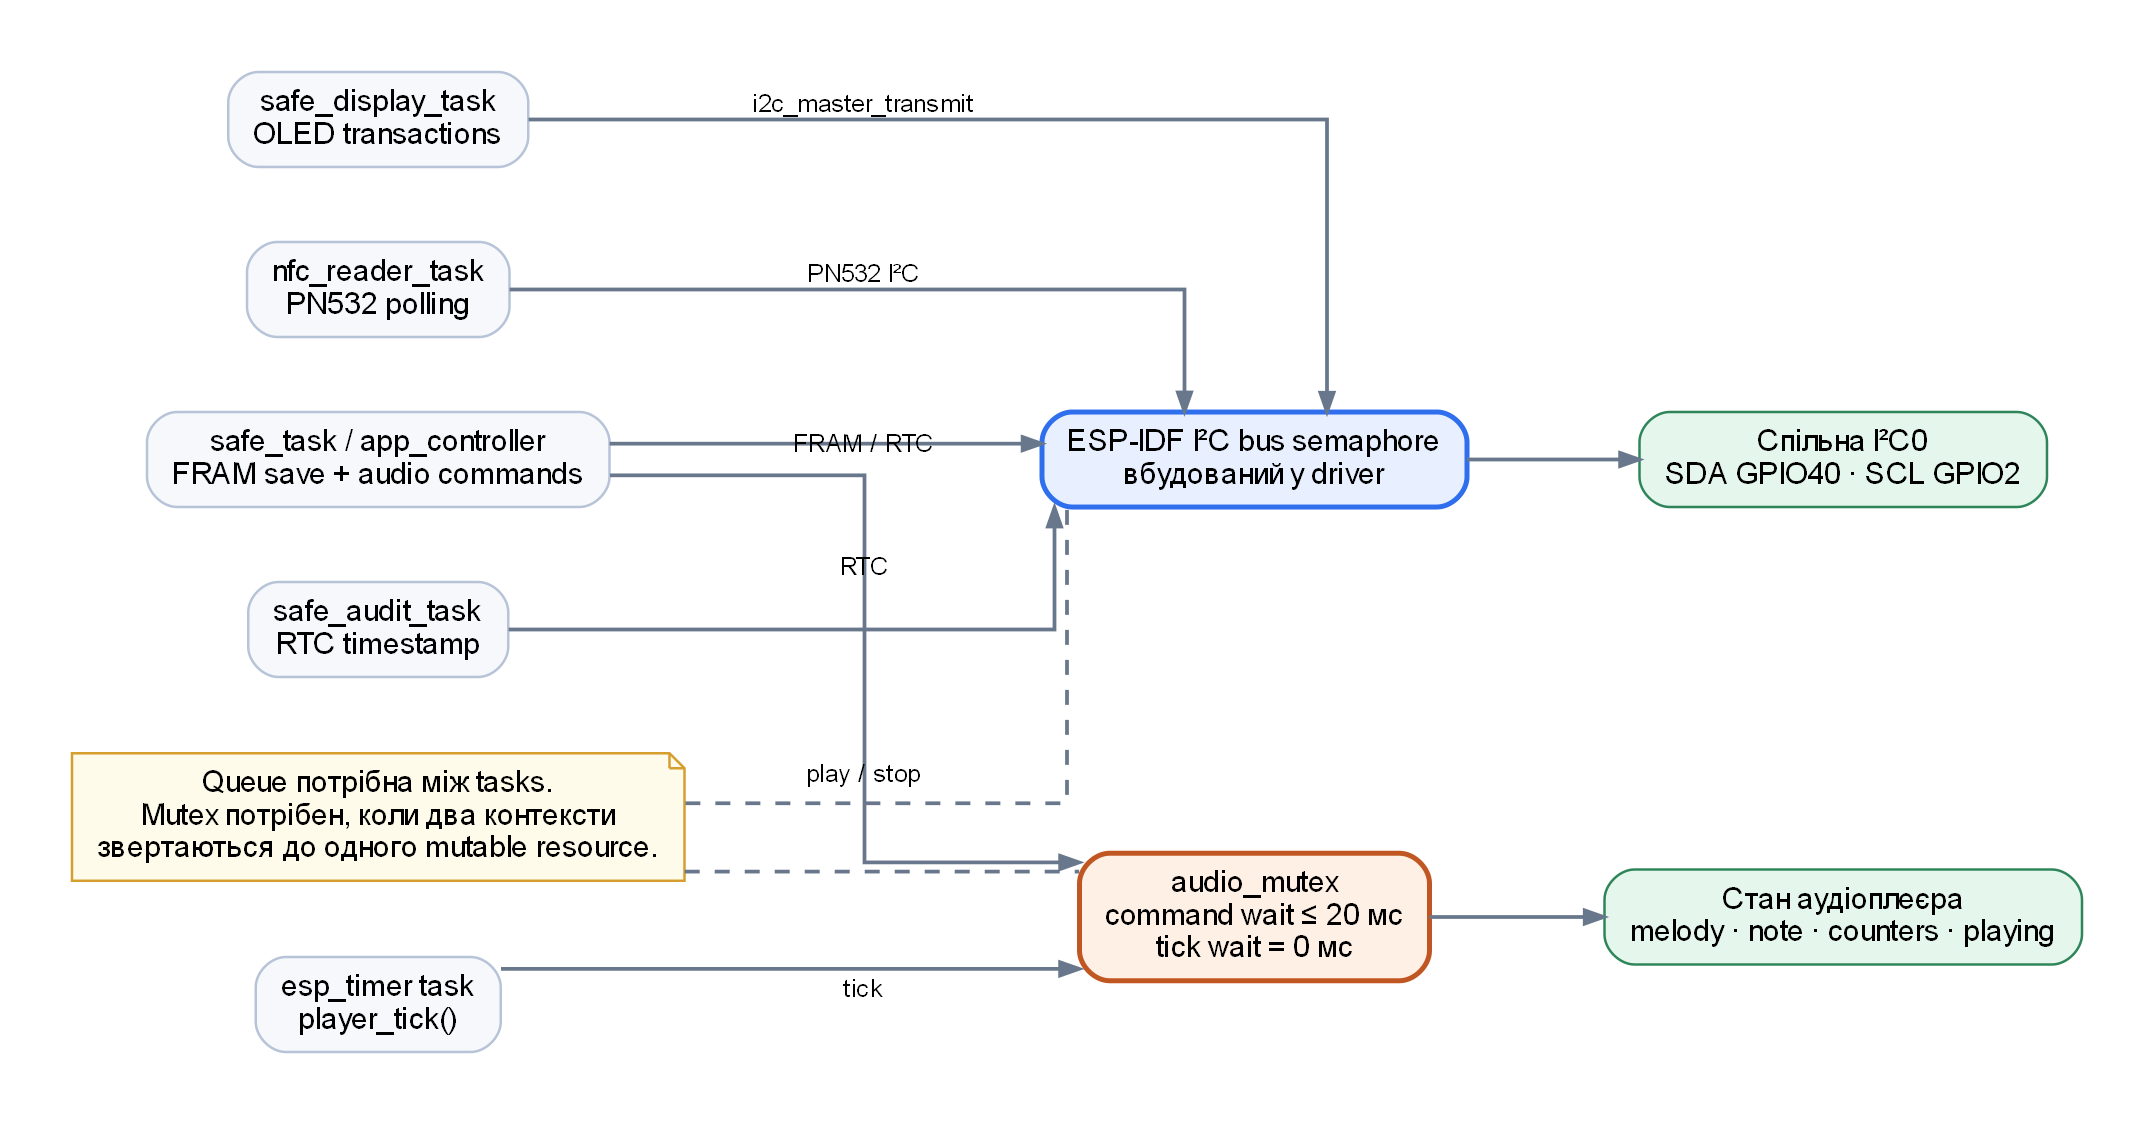 safe_display_task
OLED transactions
i2c_master_transmit
nfc_reader_task
PN532 polling
PN532 I²C
safe_task / app_controller
FRAM save + audio commands
FRAM / RTC
ESP-IDF I²C bus semaphore
вбудований у driver
Спільна I²C0
SDA GPIO40 · SCL GPIO2
RTC
safe_audit_task
RTC timestamp
Queue потрібна між tasks.
Mutex потрібен, коли два контексти
звертаються до одного mutable resource.
play / stop
audio_mutex
command wait ≤ 20 мс
tick wait = 0 мс
Стан аудіоплеєра
melody · note · counters · playing
esp_timer task
player_tick()
tick